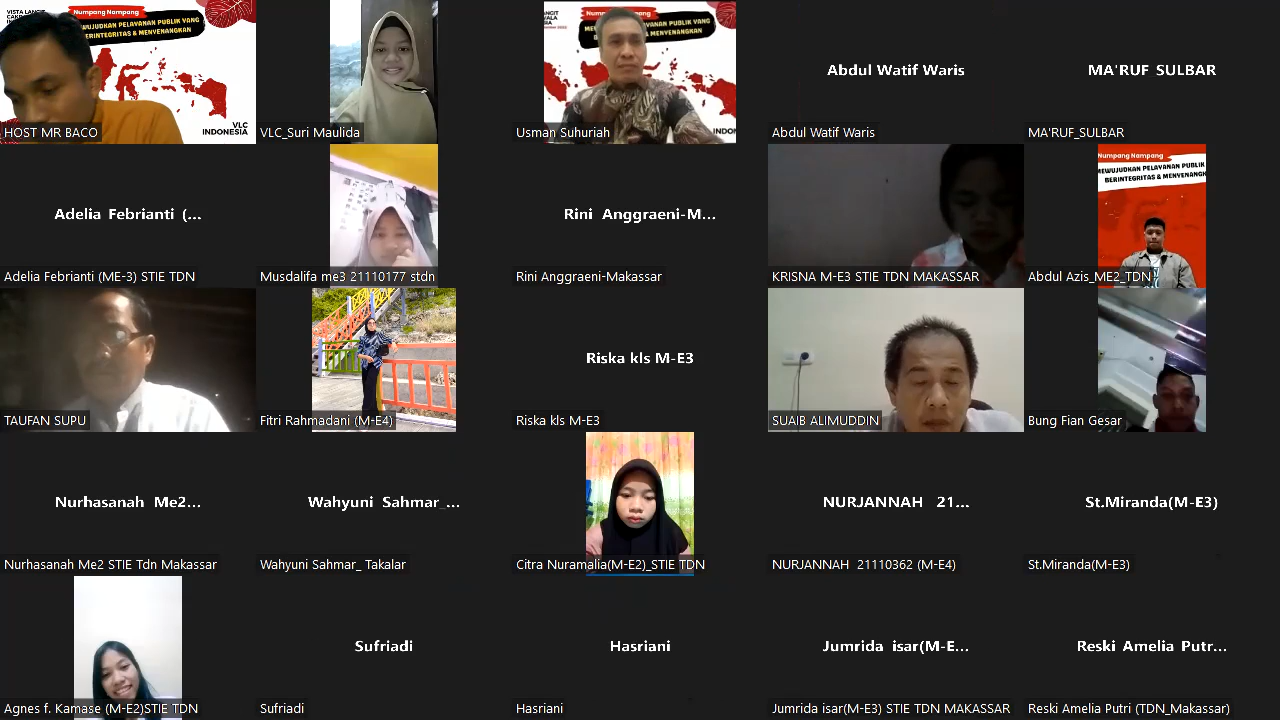 VISTA LANGIT
Numpang Nampang
MEWUJUDKAN PELAYANAN PUBLIK YANG
BERINTEGRITAS & MENYENANGKAN
VLC
INDONESIA
HOST MR BACO
VLC_Suri Maulida
Numpang Nampang
PELAYANAN PUBLIK YANG
& MENYENANGKAN
Usman Suhuriah
Abdul Watif Waris
Abdul Watif Waris
MA'RUF SULBAR
MA'RUF_SULBAR
Adelia Febrianti (...
Adelia Febrianti (ME-3) STIE TDN
Musdalifa me3 21110177 stdn
Rini Anggraeni-M...
Rini Anggraeni-Makassar
KRISNA M-E3 STIE TDN MAKASSAR
Numpang Nampang
MEWUJUDKAN PELAYANAN PUBLIK
BERINTEGRITAS & MENYENANGK
Abdul Azis_ME2_TDN
TAUFAN SUPU
Fitri Rahmadani (M-E4)
Riska kls M-E3
Riska kls M-E3
SUAIB ALIMUDDIN
Bung Fian Gesar
Nurhasanah Me2...
Nurhasanah Me2 STIE Tdn Makassar
Wahyuni Sahmar_...
Wahyuni Sahmar_ Takalar
Citra Nuramalia(M-E2)_STIE TDN
NURJANNAH 21...
NURJANNAH 21110362 (M-E4)
St.Miranda(M-E3)
St.Miranda(M-E3)
Agnes f. Kamase (M-E2)STIE TDN
Sufriadi
Sufriadi
Hasriani
Hasriani
Jumrida isar(M-E...
Jumrida isar(M-E3) STIE TDN MAKASSAR
Reski Amelia Putr...
Reski Amelia Putri (TDN_Makassar)